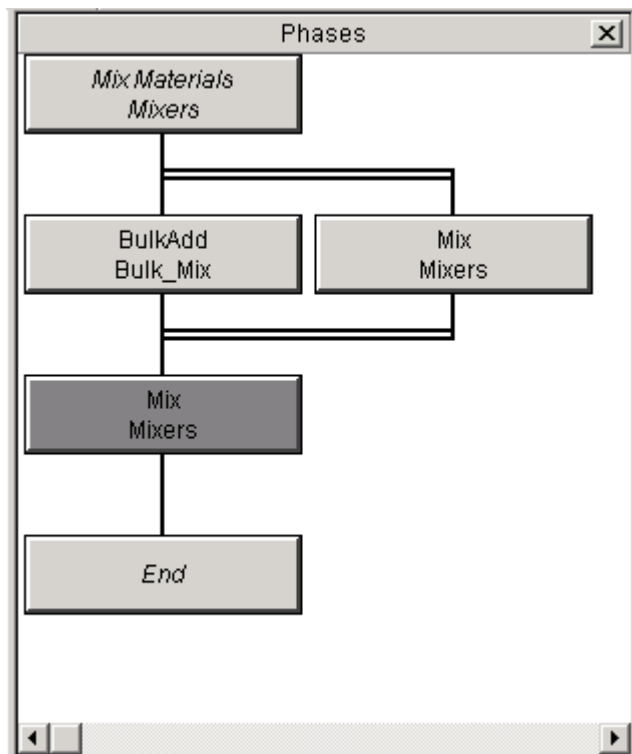 Phases
Mix Materials
Mixers
BulkAdd
Bulk_Mix
Mix
Mixers
Mix
Mixers
End